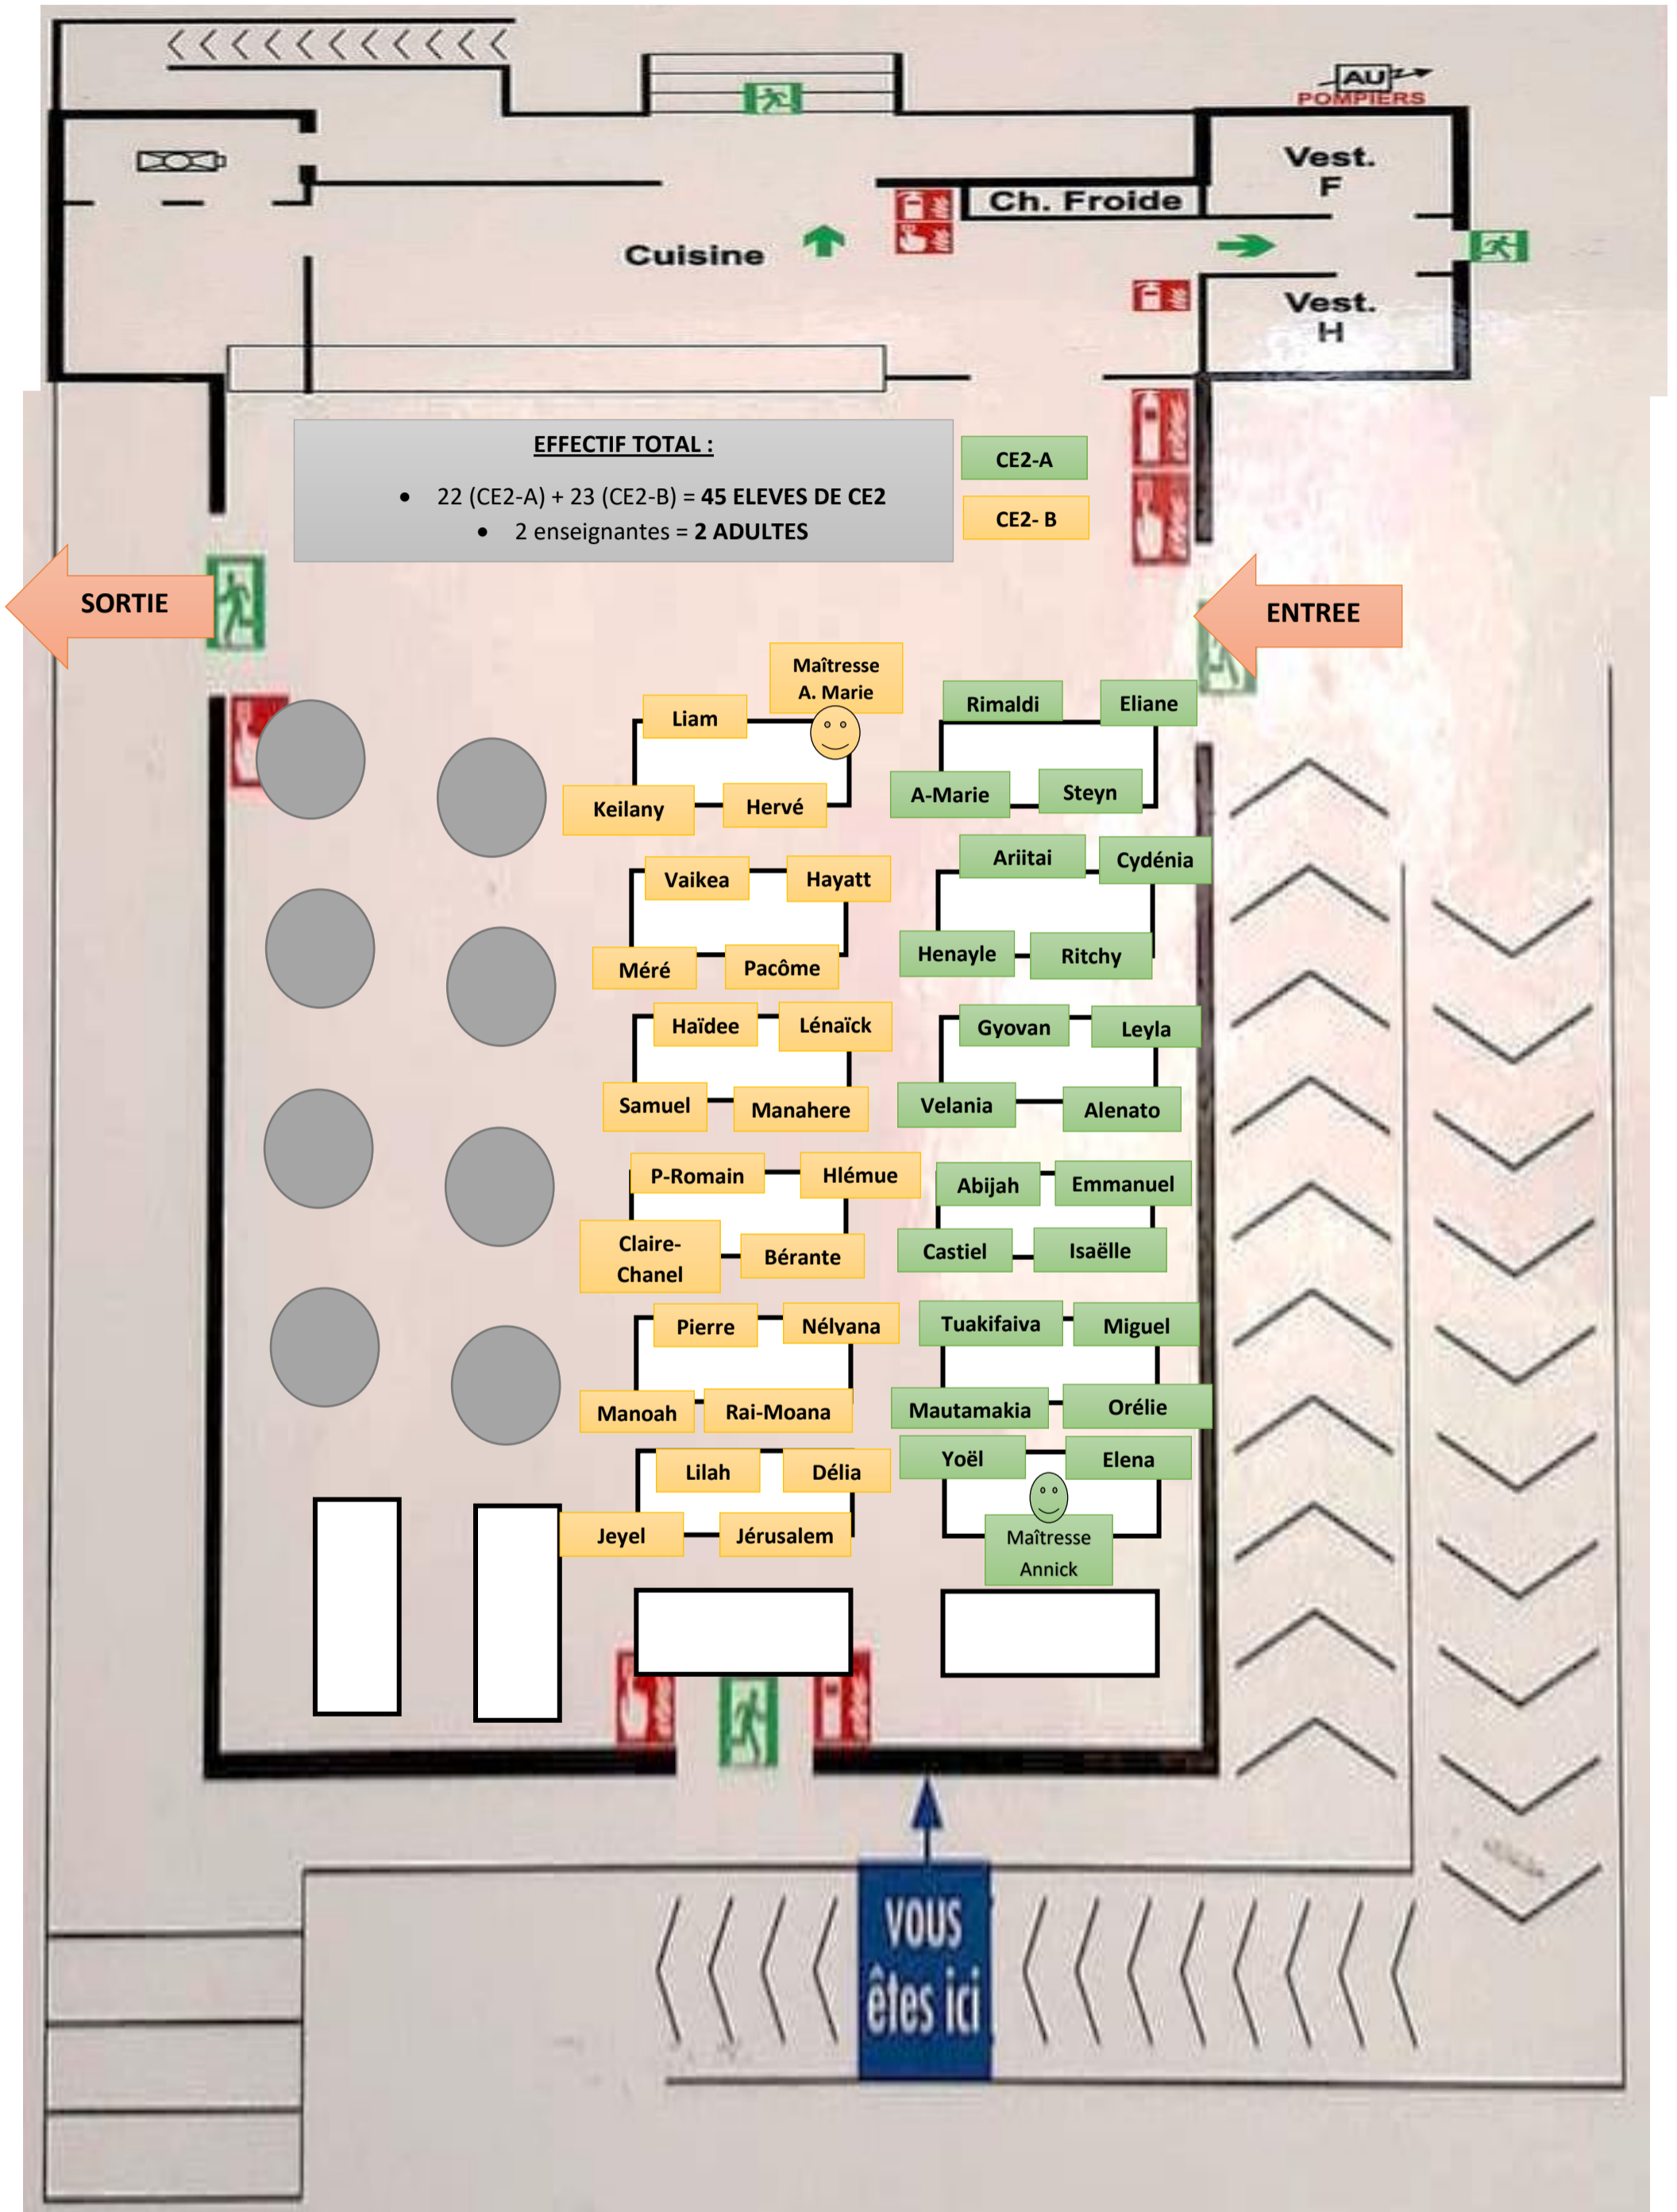 AU
POMPIERS
Vest.
F
Ch. Froide
Cuisine
Vest.
H
EFFECTIF TOTAL :
• 22 (CE2-A) + 23 (CE2-B) = 45 ELEVES DE CE2
• 2 enseignantes = 2 ADULTES
CE2-A
CE2- B
SORTIE
ENTREE
Maîtresse
A. Marie
Liam
Keilany
Hervé
Rimaldi
Eliane
A-Marie
Steyn
Vaikea
Hayatt
Méré
Pacôme
Ariitai
Cydénia
Henayle
Ritchy
Haïdee
Lénaïck
Samuel
Manahere
Gyovan
Leyla
Velania
Alenato
P-Romain
Hlémue
Claire-
Chanel
Bérante
Abijah
Emmanuel
Castiel
Isaëlle
Pierre
Nélyana
Manoah
Rai-Moana
Tuakifaiva
Miguel
Mautamakia
Orélie
Lilah
Délia
Jeyel
Jérusalem
Yoël
Elena
Maîtresse
Annick
VOUS
êtes ici